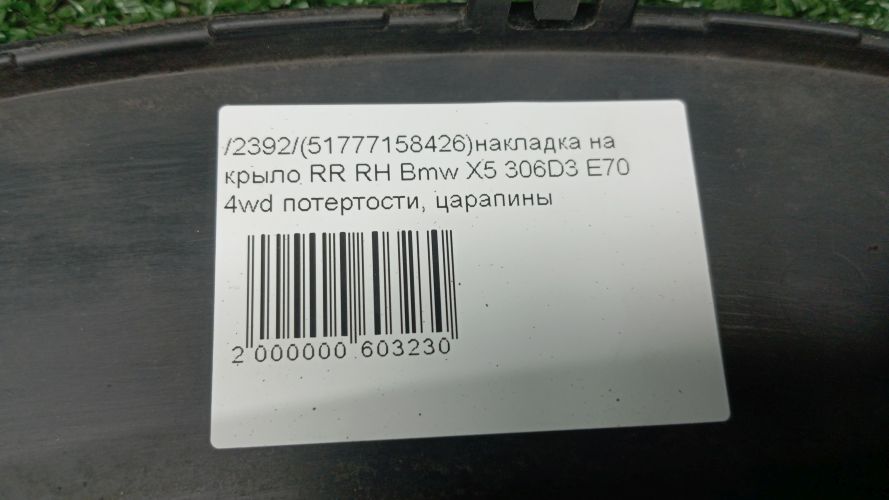 /2392/(51777158426)накладка на
крыло RR RH Bmw X5 306D3 E70
4wd потертости, царапины
2 000000 603230